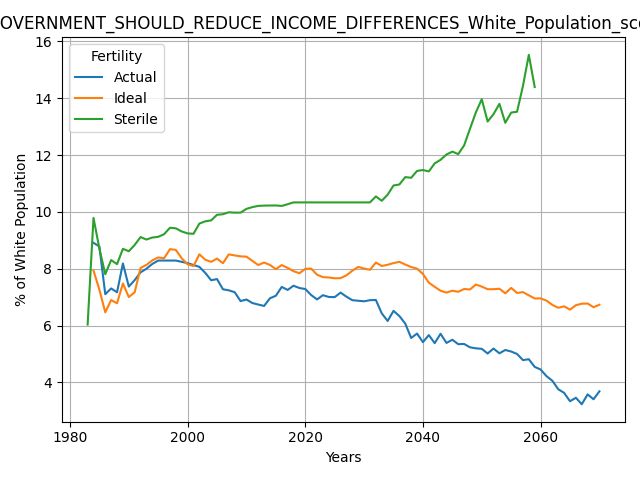 OVERNMENT_SHOULD_REDUCE_INCOME_DIFFERENCES_White_Population_sc
16
14
12
10
8
6
4
% of White Population
Fertility
Actual
Ideal
Sterile
1980
2000
2020
2040
2060
Years